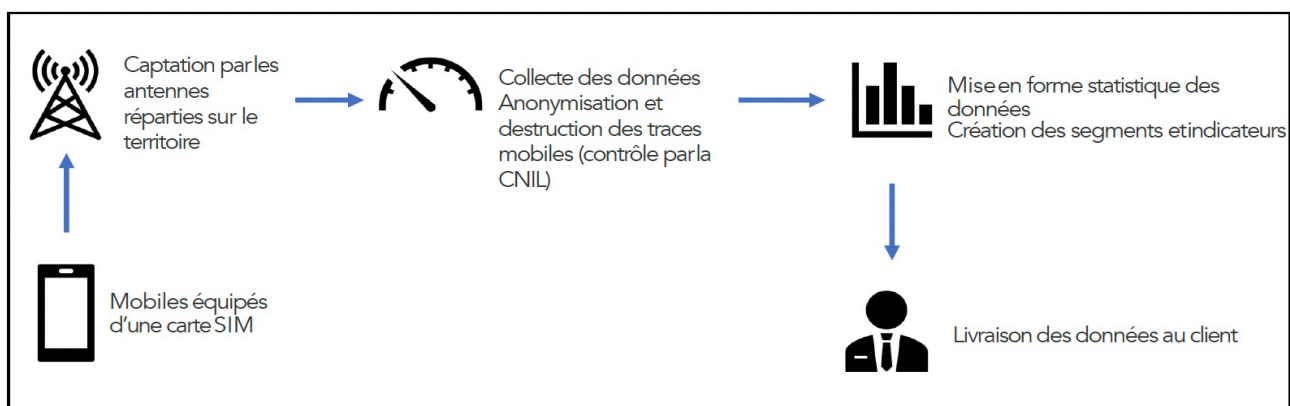 Captation par les
antennes
réparties sur le
territoire
Collecte des données
Anonymisation et
destruction des traces
mobiles (contrôle par la
CNIL)
Mise en forme statistique des
données
Création des segments et indicateurs
Mobiles équipés
d'une carte SIM
Livraison des données au client